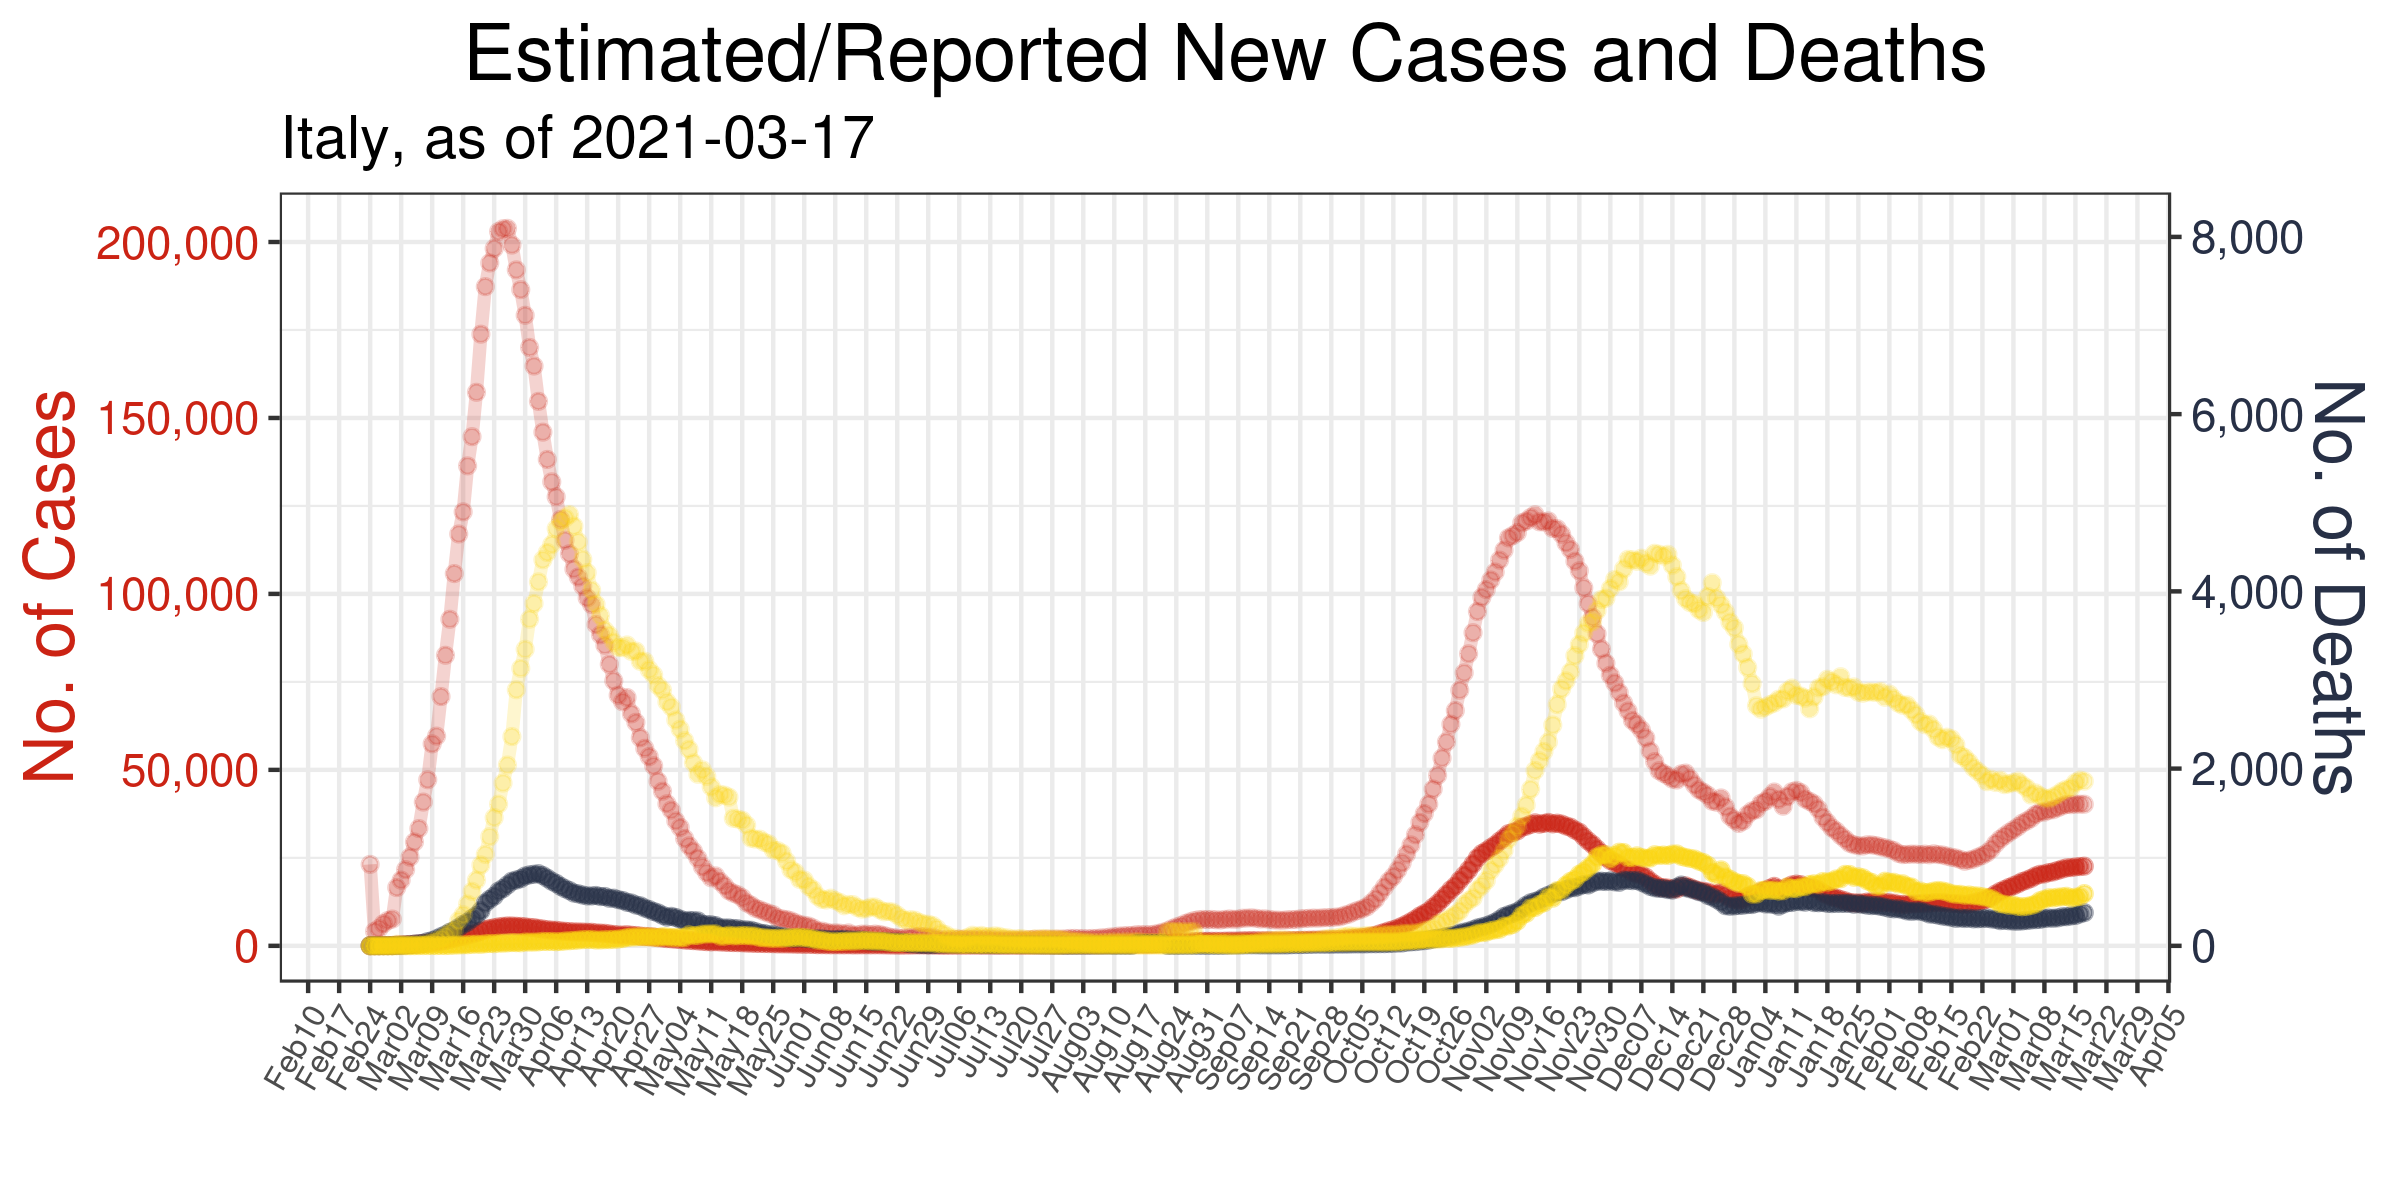 Estimated/Reported New Cases and Deaths
Italy, as of 2021-03-17
No. of Cases
200,000
150,000
100,000
50,000
0
8,000
6,000
4,000
2,000
0
No. of Deaths
Feb10
Feb17
Feb24
Mar02
Mar09
Mar16
Mar23
Mar30
Apr06
Apr13
Apr20
Apr27
May04
May11
May18
May25
Jun01
Jun08
Jun15
Jun22
Jun29
Jul06
Jul13
Jul20
Jul27
Aug03
Aug10
Aug17
Aug24
Aug31
Sep07
Sep14
Sep21
Sep28
Oct05
Oct12
Oct19
Oct26
Nov02
Nov09
Nov16
Nov23
Nov30
Dec07
Dec14
Dec21
Dec28
Jan04
Jan11
Jan18
Jan25
Feb01
Feb08
Feb15
Feb22
Mar01
Mar08
Mar15
Mar22
Mar29
Apr05